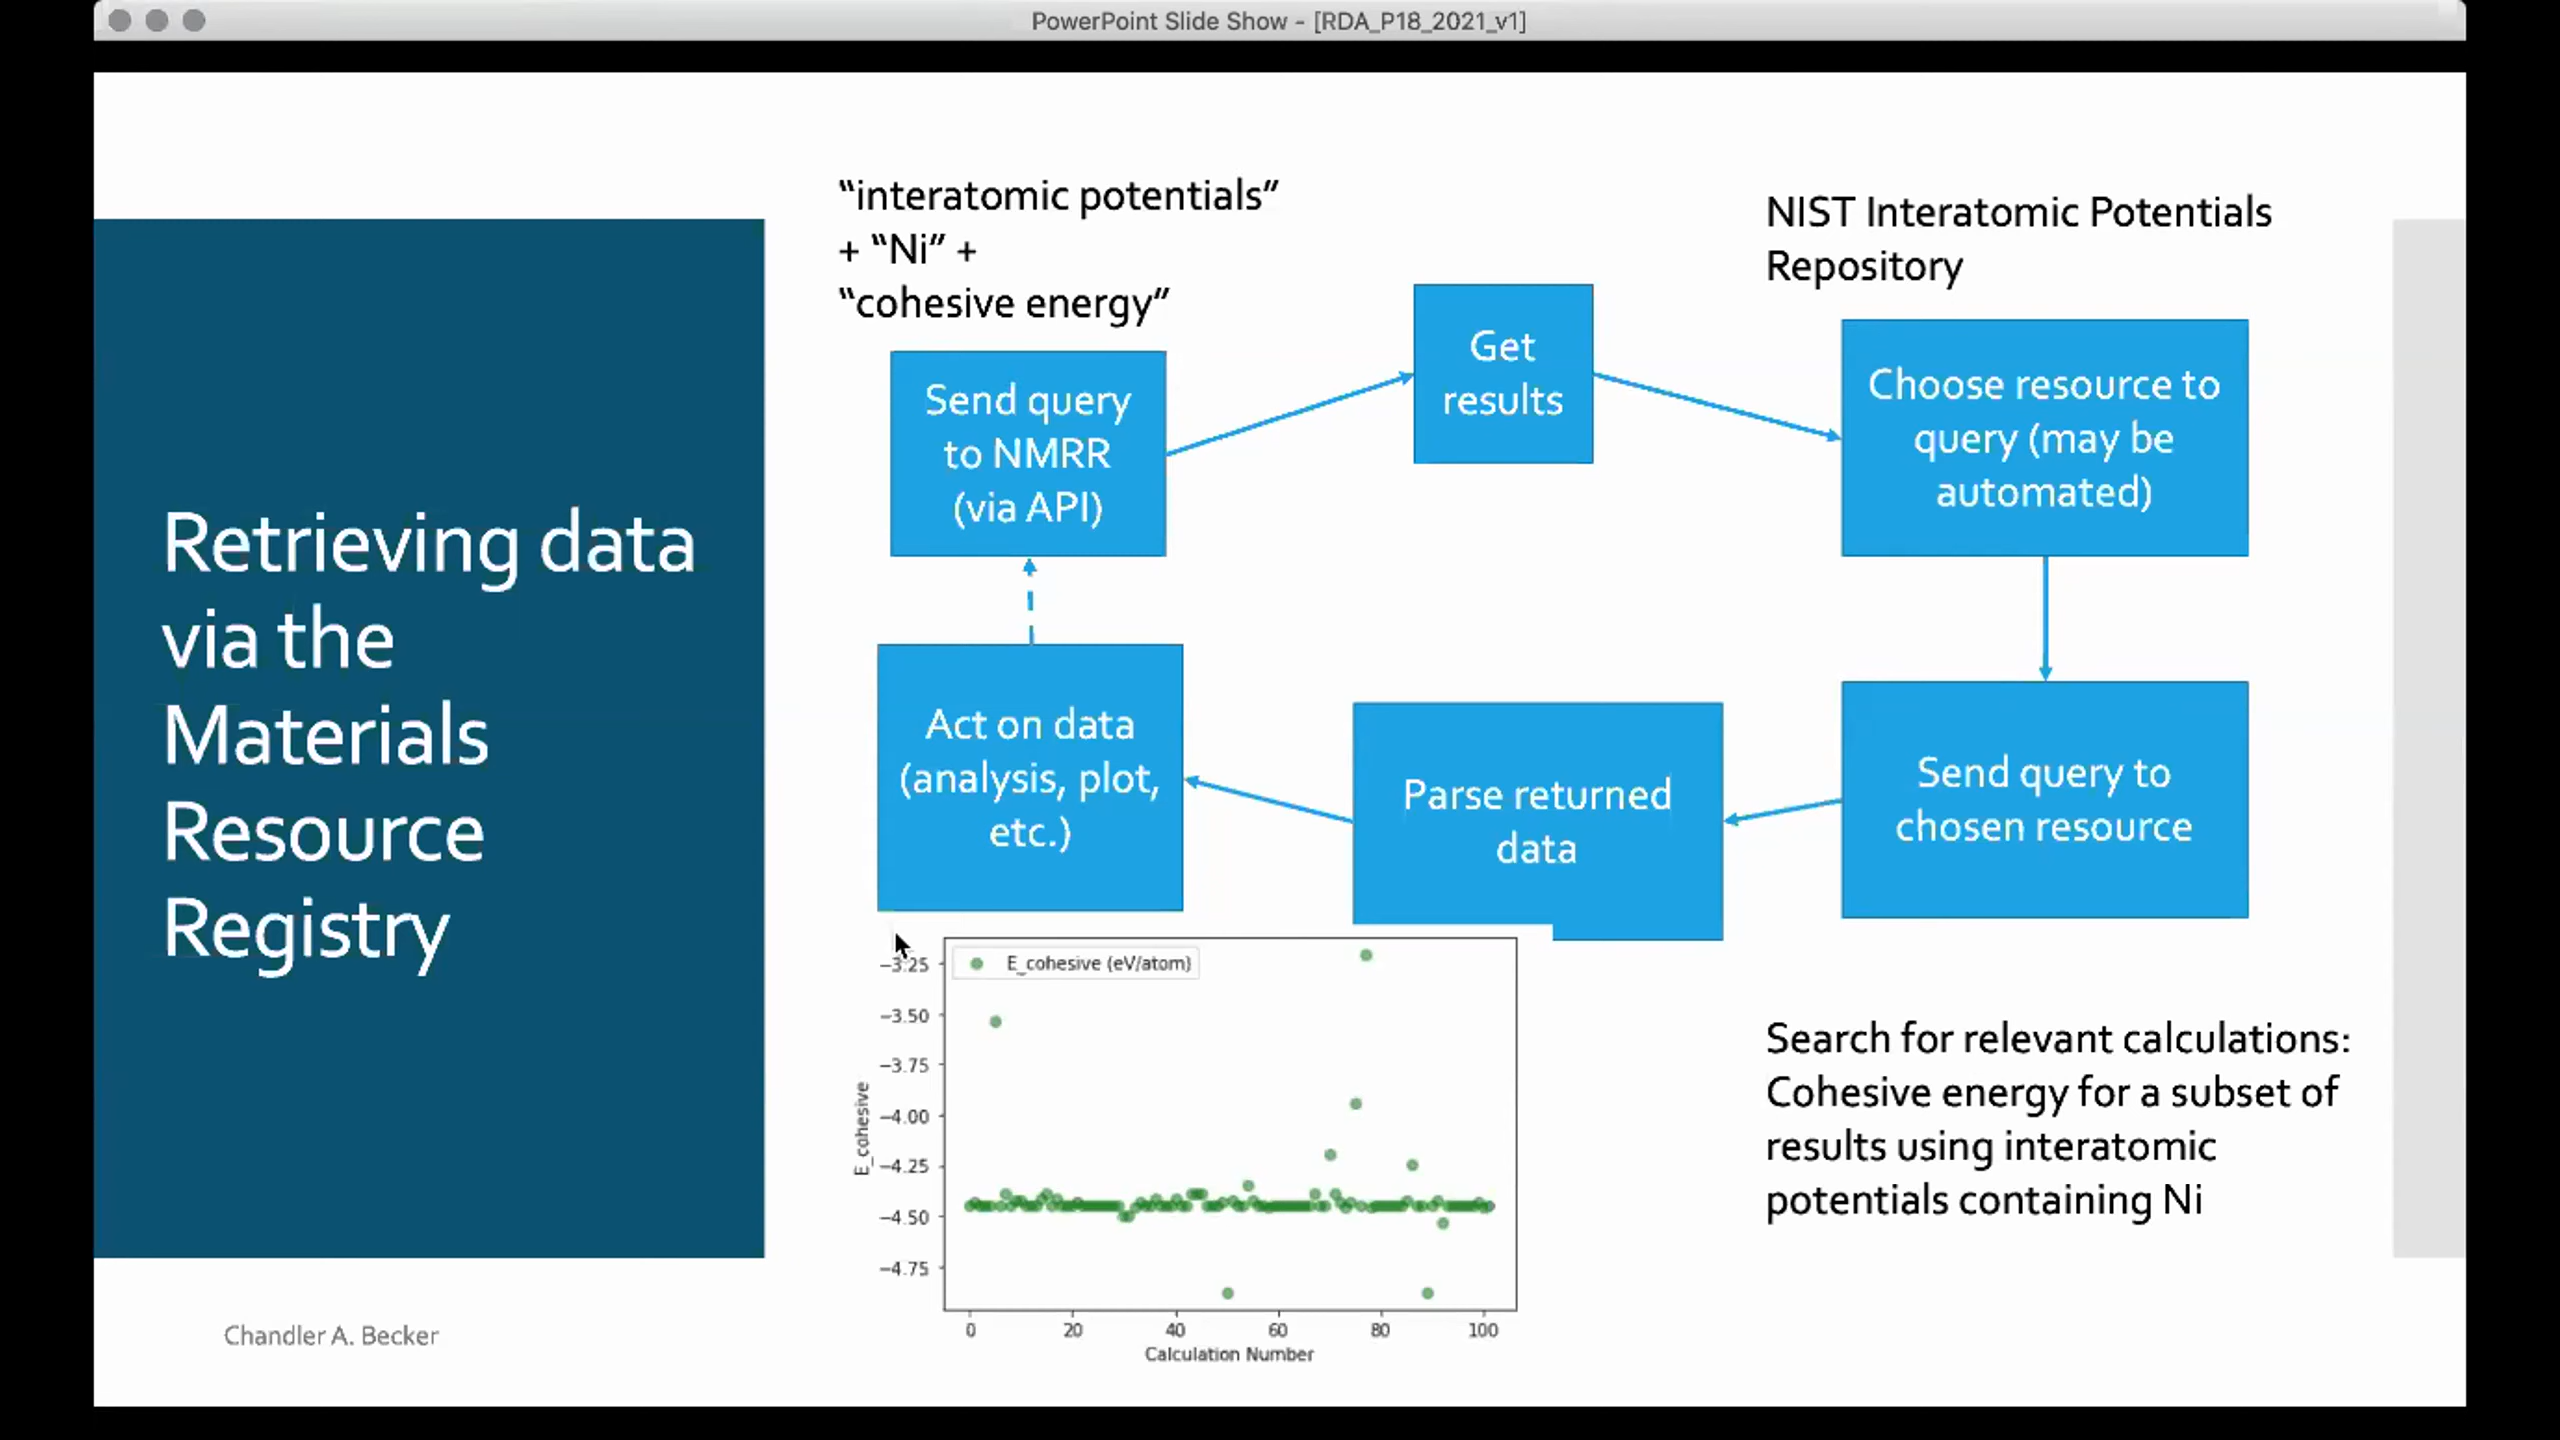 PowerPoint Slide Show - [RDA_P18_2021_v1]
Retrieving data
via the
Materials
Resource
Registry
Chandler A. Becker
“interatomic potentials”
+ “Ni” +
“cohesive energy”
Send query
to NMRR
(via API)
Get
results
NIST Interatomic Potentials
Repository
Choose resource to
query (may be
automated)
Send query to
chosen resource
Parse returned
data
Act on data
(analysis, plot,
etc.)
Search for relevant calculations:
Cohesive energy for a subset of
results using interatomic
potentials containing Ni
E_cohesive (eV/atom)
E_cohesive
−3.25
−3.50
−3.75
−4.00
−4.25
−4.50
−4.75
0 20 40 60 80 100
Calculation Number